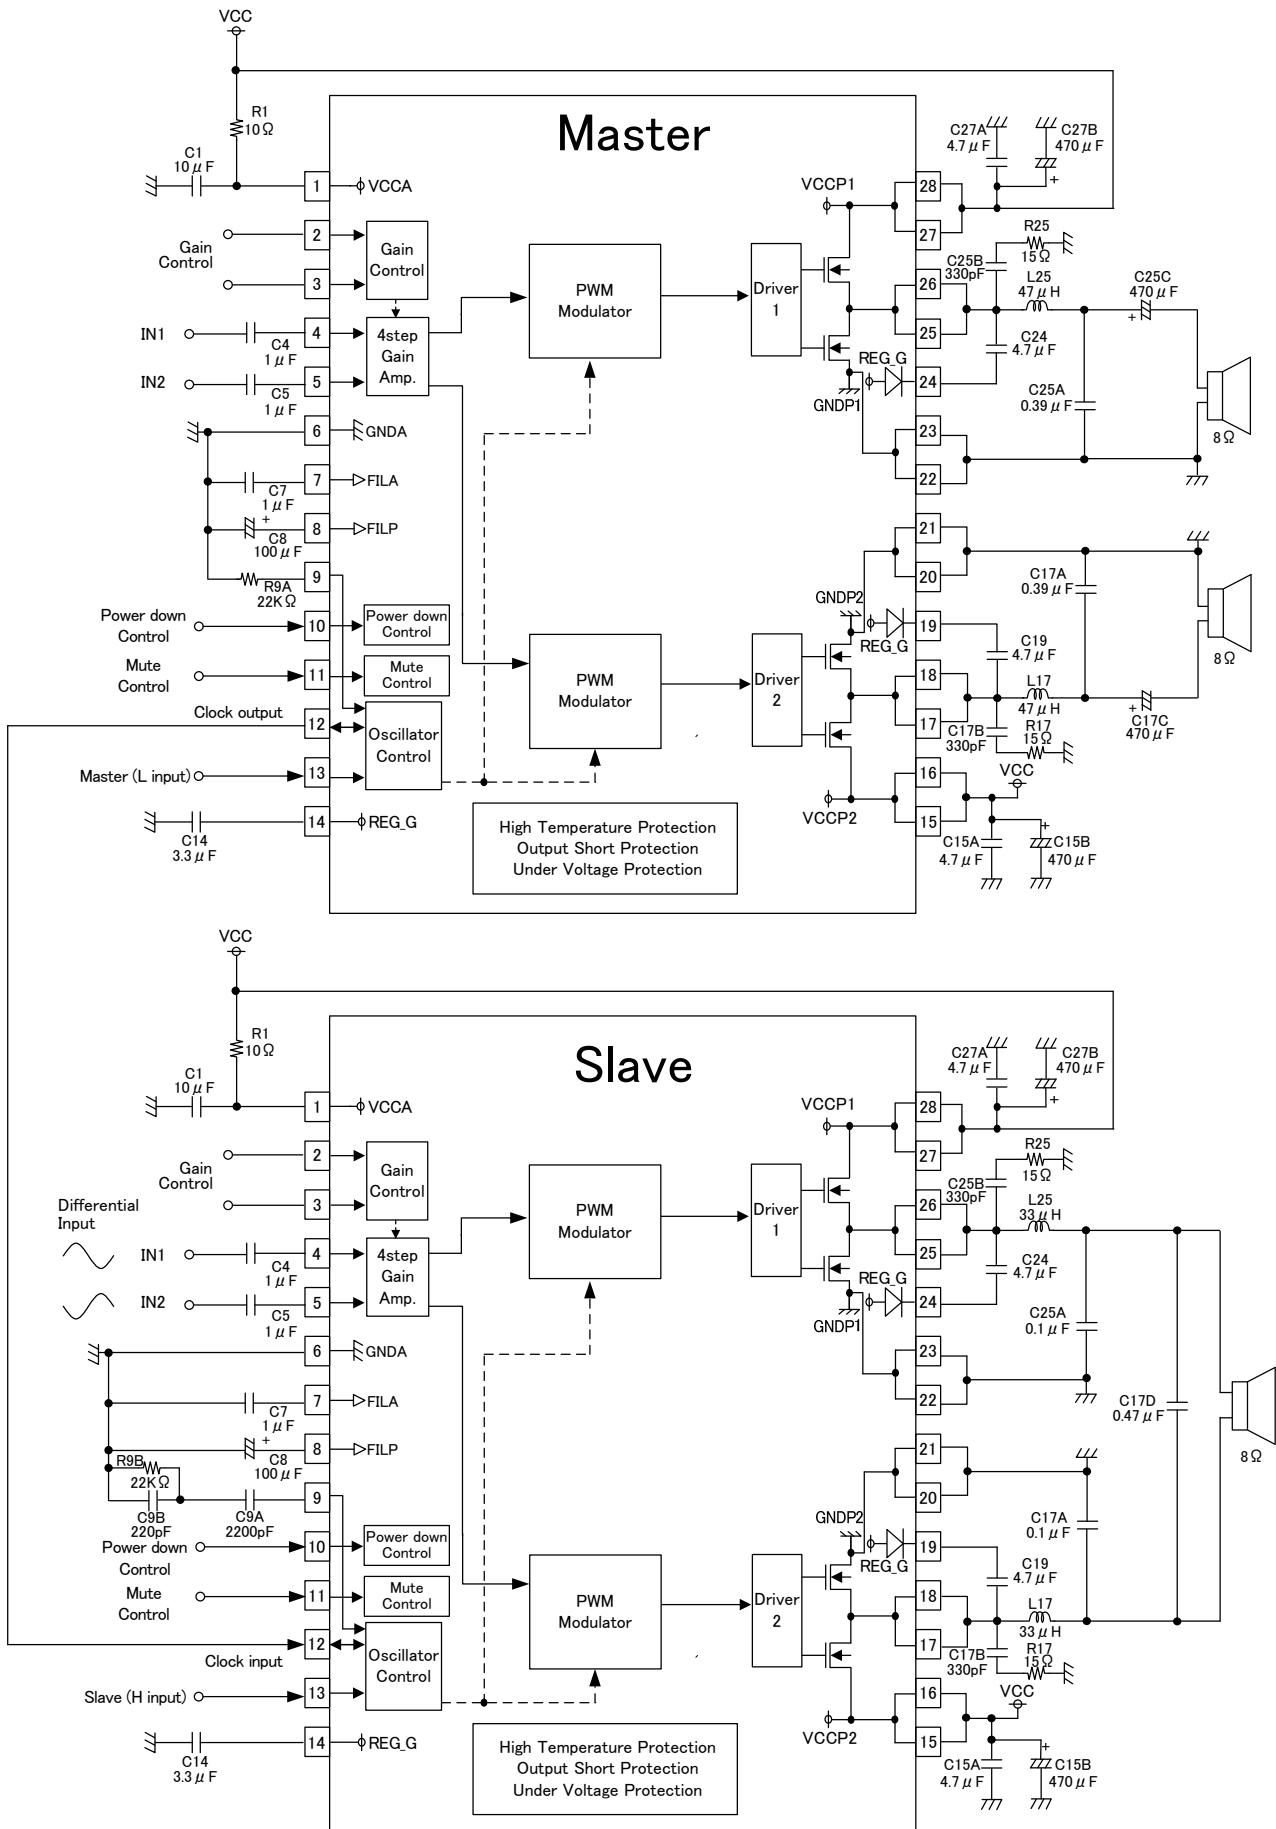 VCC
R1
10Ω
C1
10μF
Master
C27A
4.7μF
C27B
470μF
1
VCCA
VCCP1
28
27
2
Gain
Control
3
Gain
Control
PWM
Modulator
Driver
1
R25
15Ω
C25B
330pF
26
25
L25
47μH
C25C
470μF
+
IN1
C4
1μF
4
4step
Gain
Amp.
IN2
C5
1μF
5
REG_G
24
C24
4.7μF
C25A
0.39μF
GNDP1
8Ω
6
GNDA
23
22
C7
1μF
7
FILA
+
C8
100μF
8
FILP
21
20
C17A
0.39μF
R9A
22KΩ
9
GNDP2
REG_G
19
C19
4.7μF
8Ω
Power down
Control
10
Power down
Control
Mute
Control
11
Mute
Control
PWM
Modulator
Driver
2
18
17
L17
47μH
+
C17C
470μF
C17B
330pF
R17
15Ω
Clock output
12
Oscillator
Control
Master (L input)
13
16
15
VCC
VCCP2
C14
3.3μF
14
REG_G
High Temperature Protection
Output Short Protection
Under Voltage Protection
C15A
4.7μF
+
C15B
470μF
VCC
R1
10Ω
C1
10μF
Slave
C27A
4.7μF
C27B
470μF
+
1
VCCA
VCCP1
28
27
2
Gain
Control
3
Gain
Control
PWM
Modulator
Driver
1
R25
15Ω
C25B
330pF
26
25
L25
33μH
Differential
Input
IN1
C4
1μF
4
4step
Gain
Amp.
IN2
C5
1μF
5
REG_G
24
C24
4.7μF
C25A
0.1μF
GNDP1
6
GNDA
23
22
C7
1μF
7
FILA
C17D
0.47μF
8Ω
+
C8
100μF
8
FILP
21
20
R9B
22KΩ
C9B
220pF
C9A
2200pF
9
GNDP2
REG_G
19
C17A
0.1μF
C19
4.7μF
Power down
Control
10
Power down
Control
Mute
Control
11
Mute
Control
PWM
Modulator
Driver
2
18
17
L17
33μH
C17B
330pF
R17
15Ω
12
Clock input
Oscillator
Control
Slave (H input)
13
16
15
VCC
VCCP2
C14
3.3μF
14
REG_G
High Temperature Protection
Output Short Protection
Under Voltage Protection
C15A
4.7μF
+
C15B
470μF